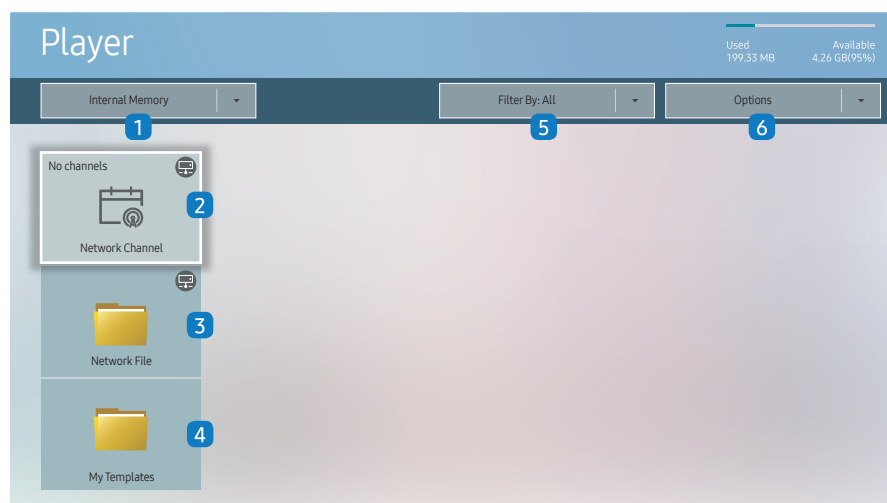 Player
Used Available
199.33 MB 4.26 GB(95%)
Internal Memory
Filter By: All
Options
1
5
6
No channels
2
Network Channel
3
Network File
4
My Templates